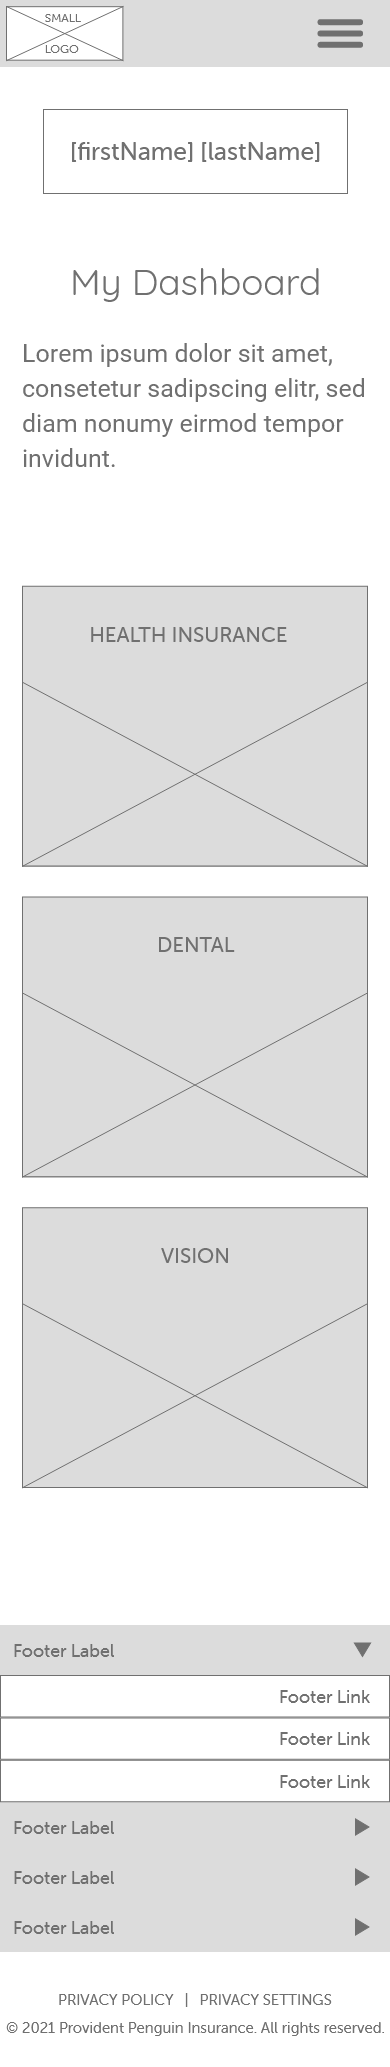 SMALL
LOGO
[firstName] [lastName]
My Dashboard
Lorem ipsum dolor sit amet,
consetetur sadipscing elitr, sed
diam nonumy eirmod tempor
invidunt.
HEALTH INSURANCE
DENTAL
VISION
Footer Label
Footer Link
Footer Link
Footer Link
Footer Label
Footer Label
Footer Label
PRIVACY POLICY | PRIVACY SETTINGS
© 2021 Provident Penguin Insurance. All rights reserved.